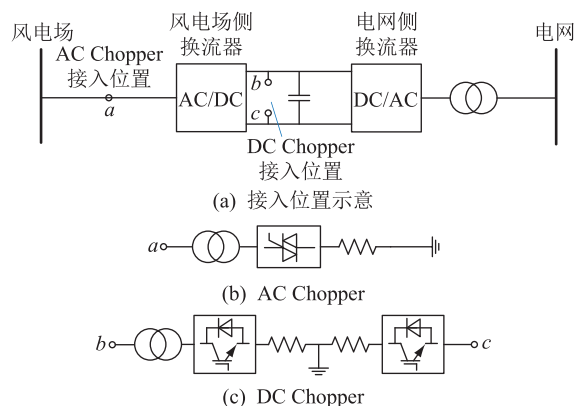 风电场
风电场侧
换流器
电网侧
换流器
电网
AC Chopper
接入位置
a
AC/DC
b
c
DC/AC
DC Chopper
接入位置
(a) 接入位置示意
a
(b) AC Chopper
b
c
(c) DC Chopper